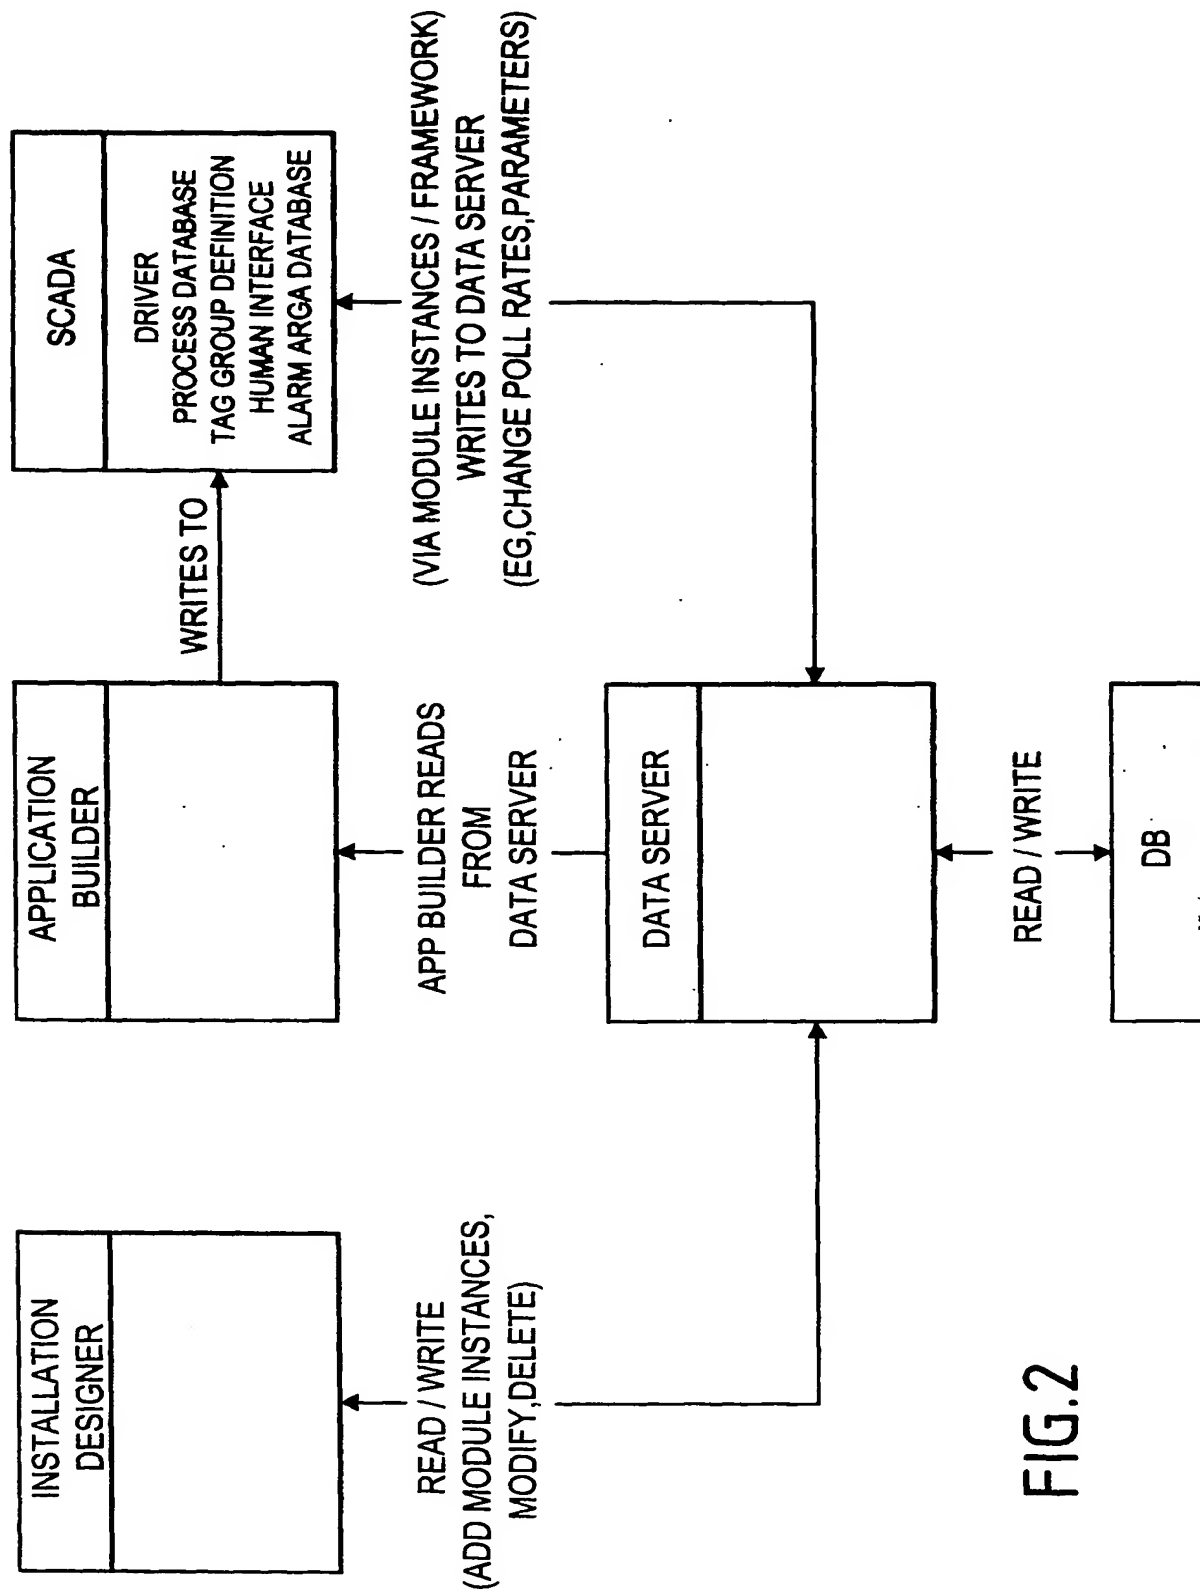 INSTALLATION
DESIGNER
READ / WRITE
(ADD MODULE INSTANCES,
MODIFY,DELETE)
APPLICATION
BUILDER
WRITES TO
APP BUILDER READS
FROM
DATA SERVER
SCADA
DRIVER
PROCESS DATABASE
TAG GROUP DEFINITION
HUMAN INTERFACE
ALARM ARGA DATABASE
(VIA MODULE INSTANCES / FRAMEWORK)
WRITES TO DATA SERVER
(EG,CHANGE POLL RATES,PARAMETERS)
DATA SERVER
READ / WRITE
DB
FIG.2